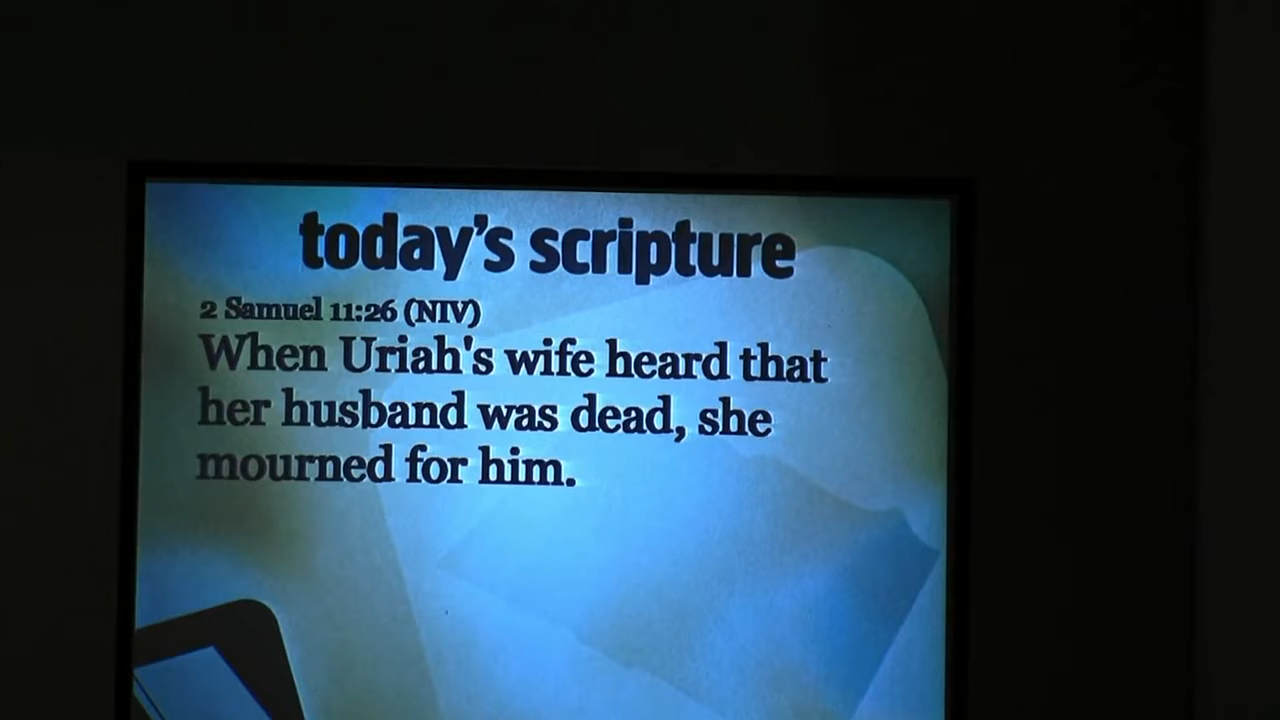 today's scripture
2 Samuel 11:26 (NIV)
When Uriah's wife heard that
her husband was dead, she
mourned for him.